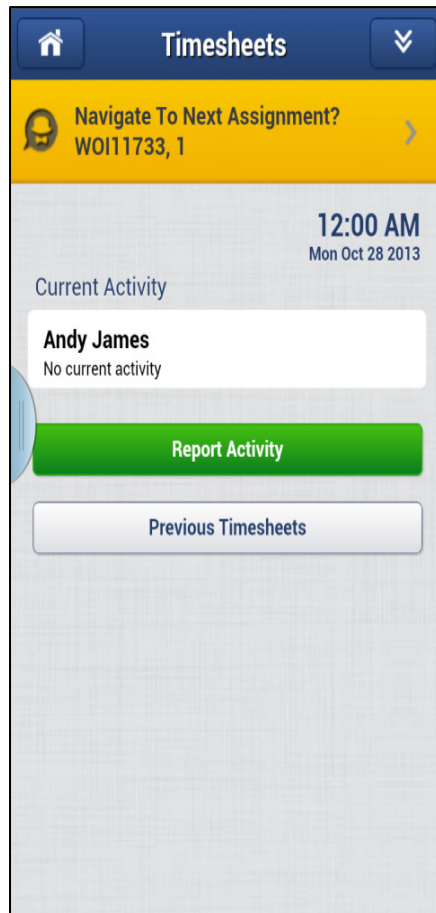 Timesheets
Navigate To Next Assignment?
WOI11733, 1
12:00 AM
Mon Oct 28 2013
Current Activity
Andy James
No current activity
Report Activity
Previous Timesheets